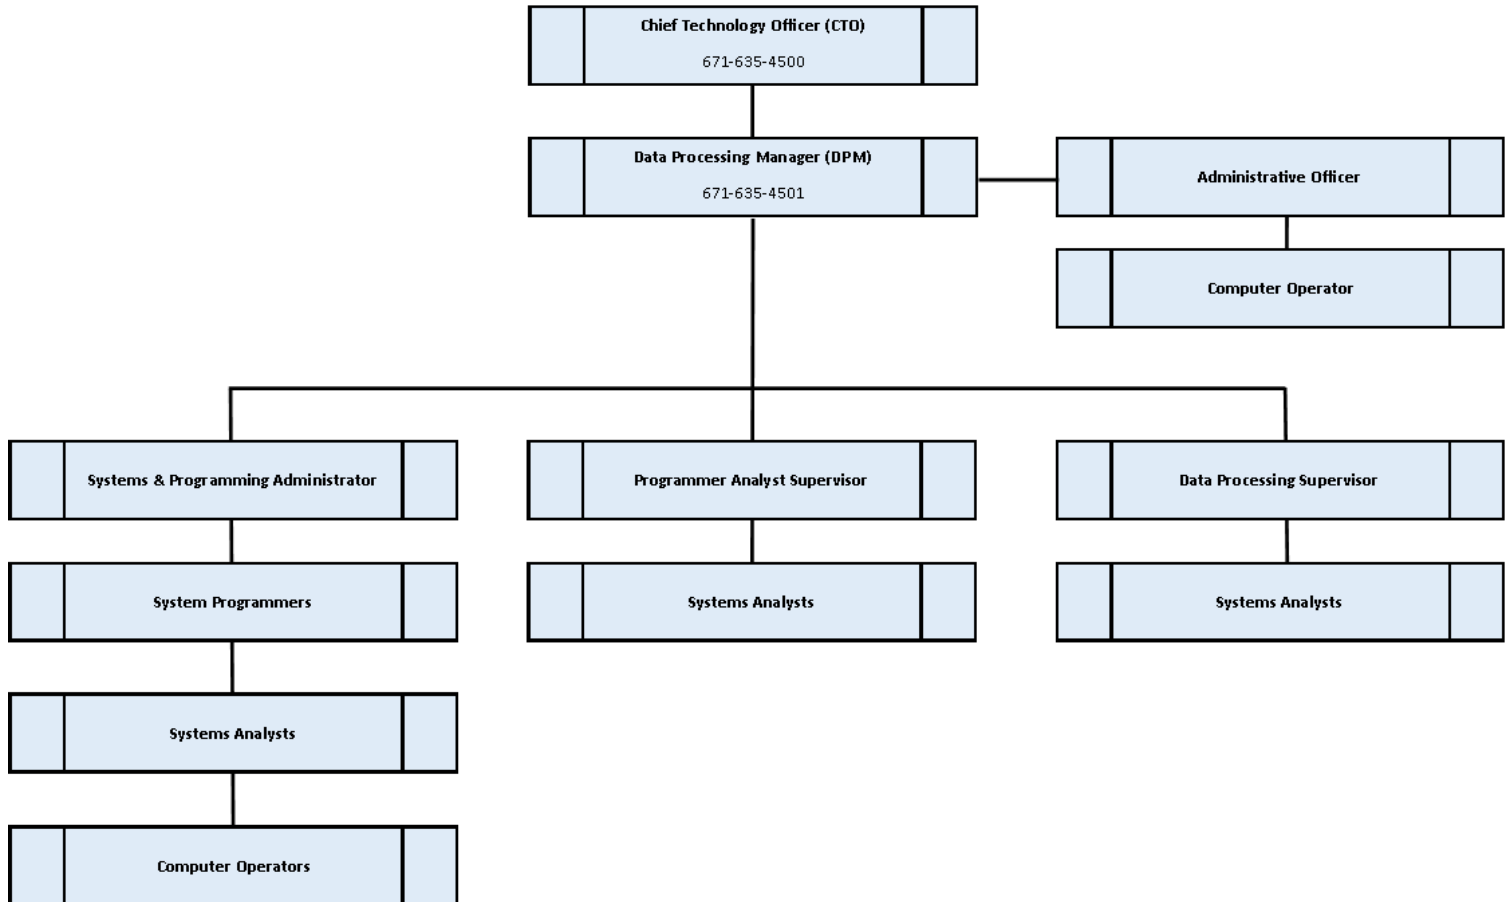 Chief Technology Officer (CTO)
671-635-4500
Data Processing Manager (DPM)
671-635-4501
Administrative Officer
Computer Operator
Systems & Programming Administrator
Programmer Analyst Supervisor
Data Processing Supervisor
System Programmers
Systems Analysts
Systems Analysts
Systems Analysts
Computer Operators